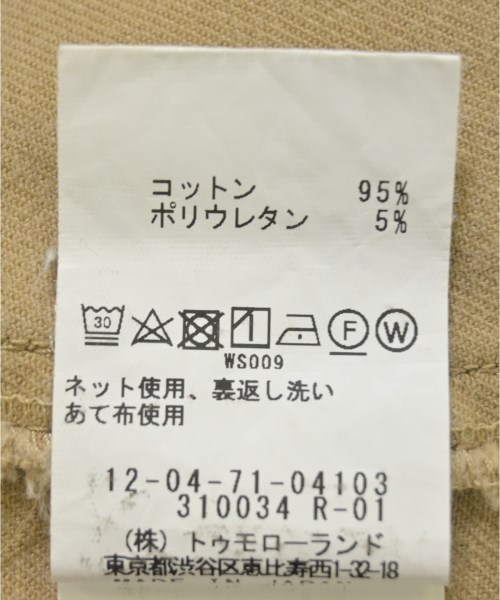 コットン 95%
ポリウレタン 5%
30
F W
WS009
ネット使用、裏返し洗い
あて布使用
12-04-71-04103
310034 R-01
(株) トゥモローランド
東京都渋谷区恵比寿西1-32-18
MADE IN JAPAN